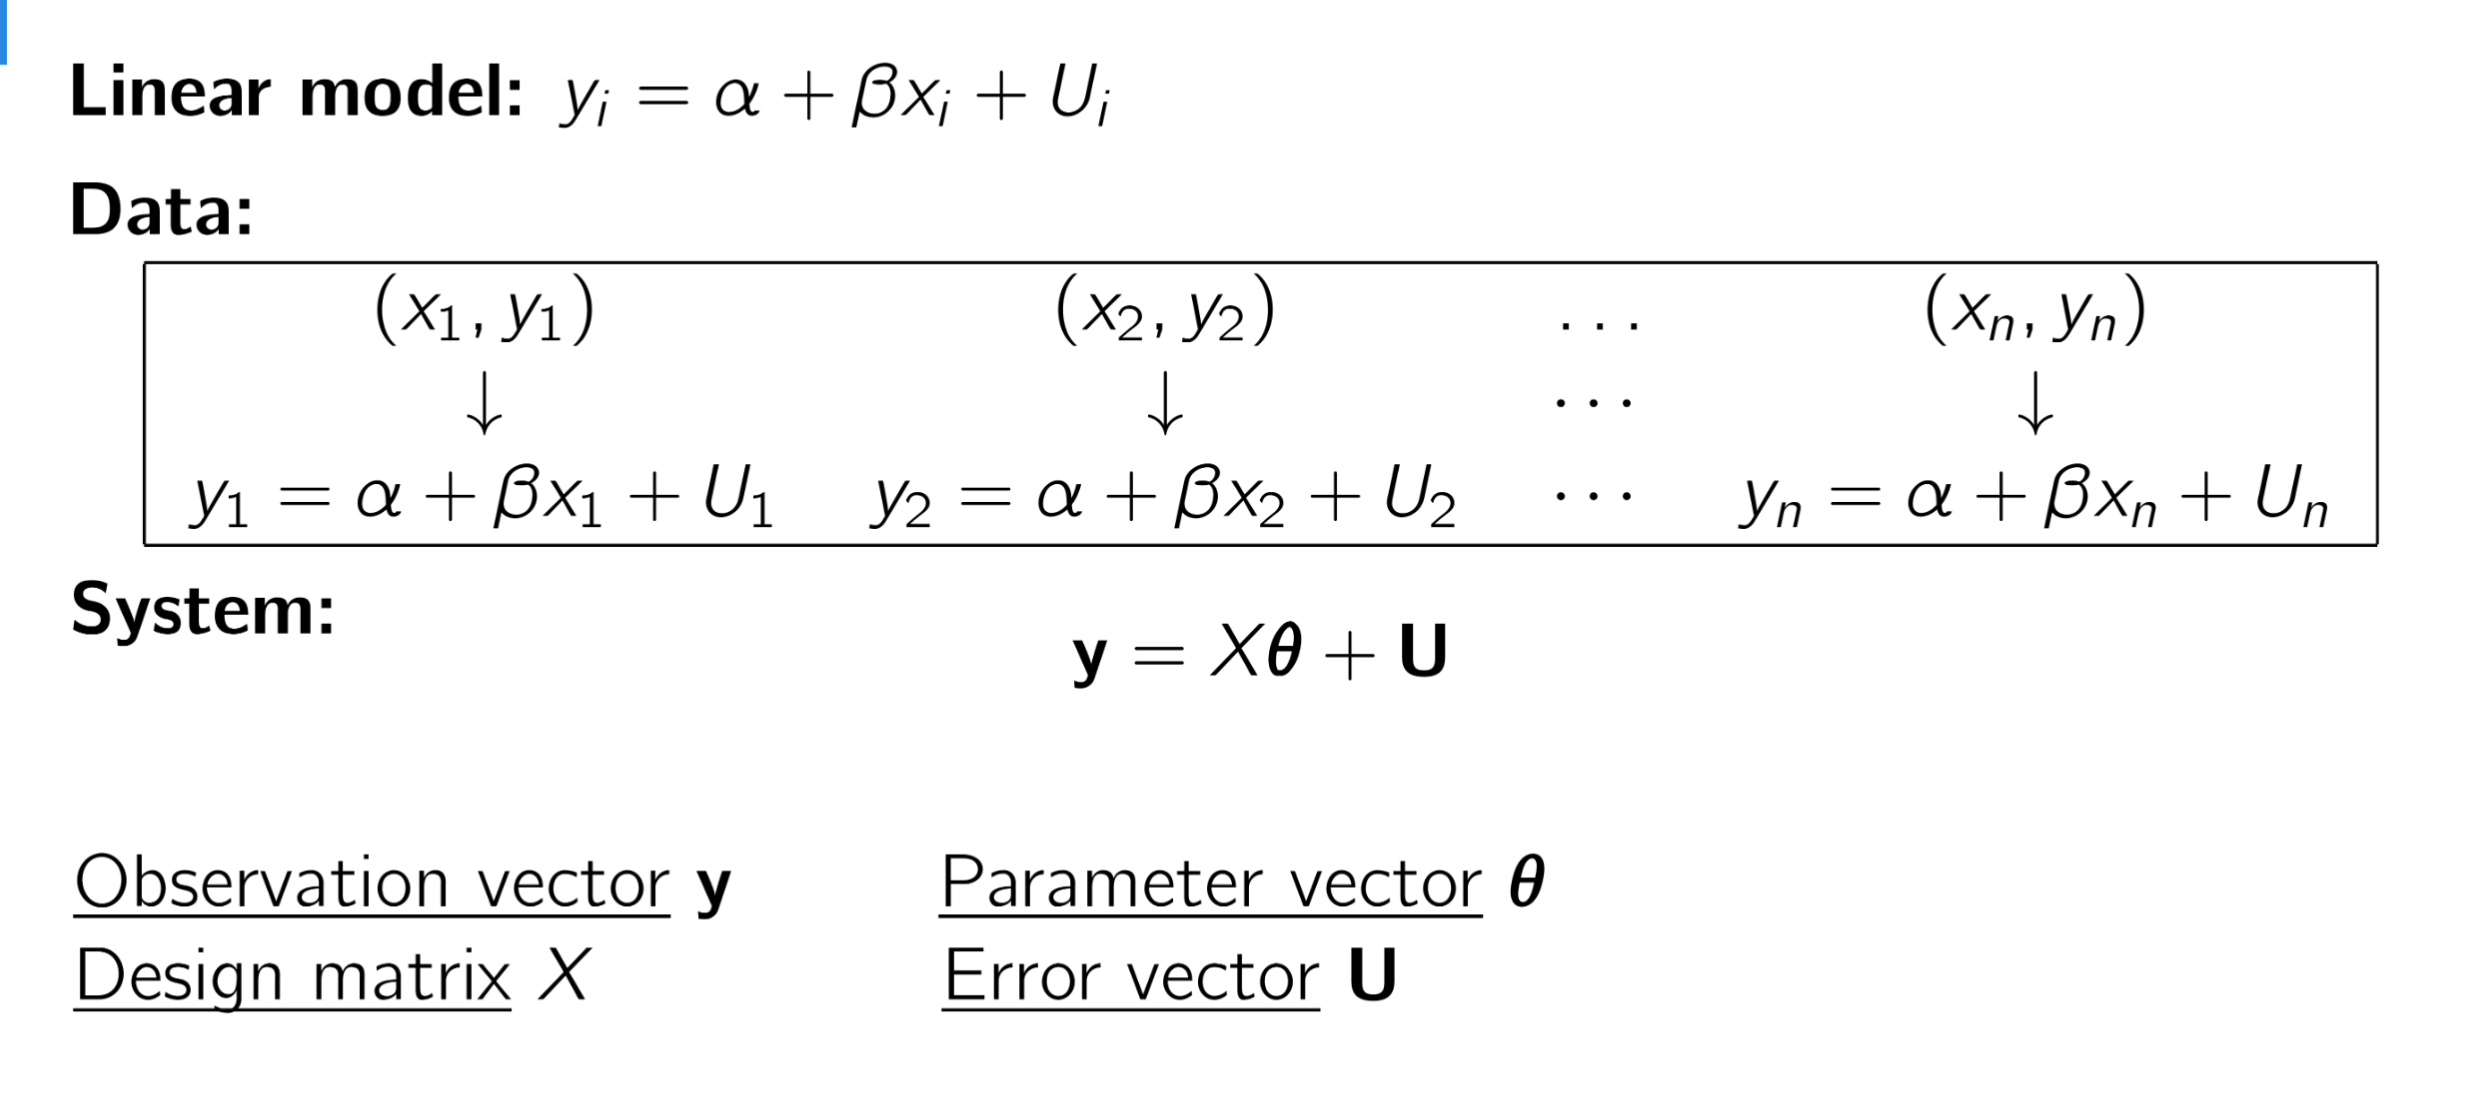 Linear model: yᵢ = α + βxᵢ + Uᵢ
Data:
(x₁, y₁) (x₂, y₂) ... (xₙ, yₙ)
↓ ↓ ··· ↓
y₁ = α + βx₁ + U₁ y₂ = α + βx₂ + U₂ ··· yₙ = α + βxₙ + Uₙ
System:
y = Xθ + U
Observation vector y Parameter vector θ
Design matrix X Error vector U